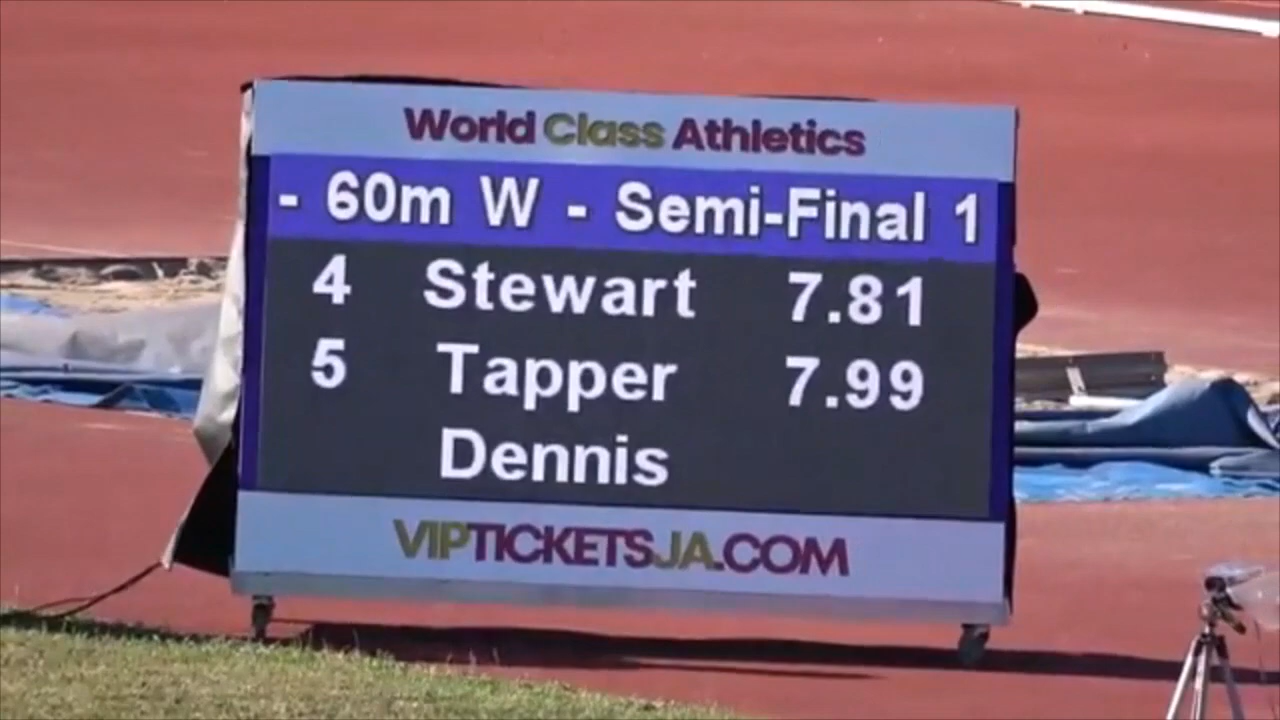 World Class Athletics
- 60m W - Semi-Final 1
4 Stewart 7.81
5 Tapper 7.99
Dennis
VIPTICKETSJA.COM